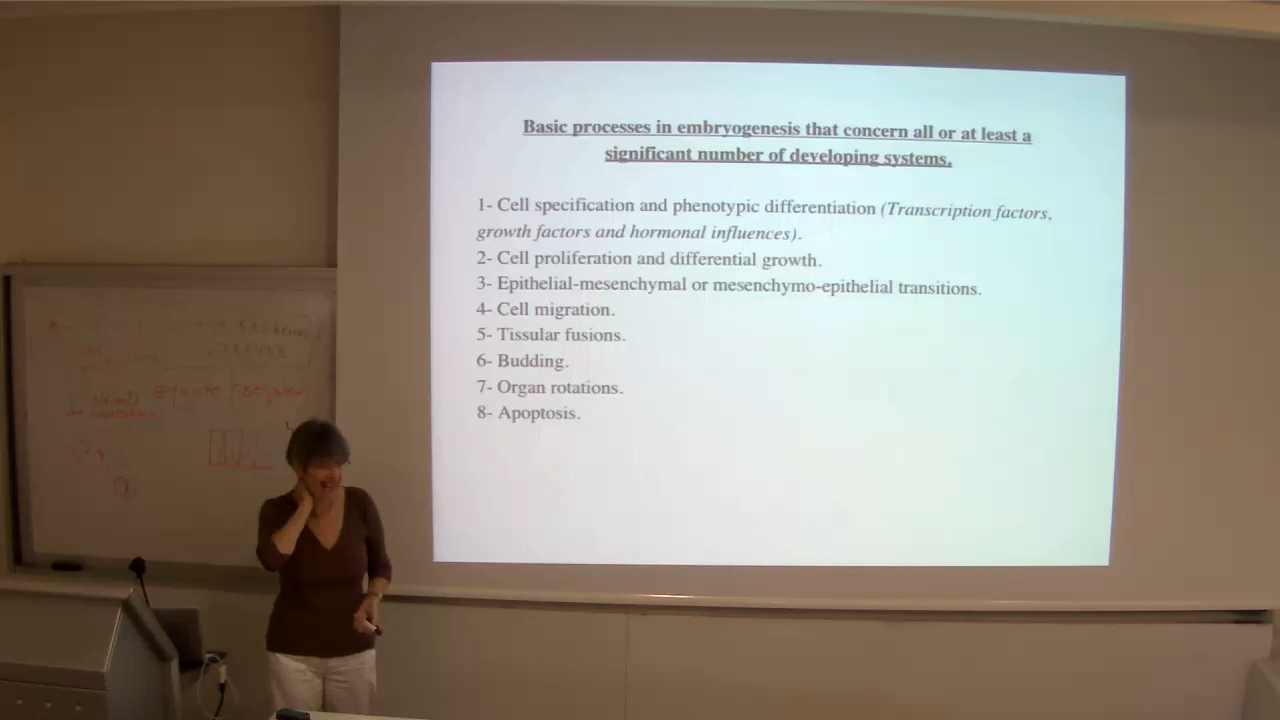 Basic processes in embryogenesis that concern all or at least a
significant number of developing systems.
1- Cell specification and phenotypic differentiation (Transcription factors,
growth factors and hormonal influences).
2- Cell proliferation and differential growth.
3- Epithelial-mesenchymal or mesenchymo-epithelial transitions.
4- Cell migration.
5- Tissular fusions.
6- Budding.
7- Organ rotations.
8- Apoptosis.